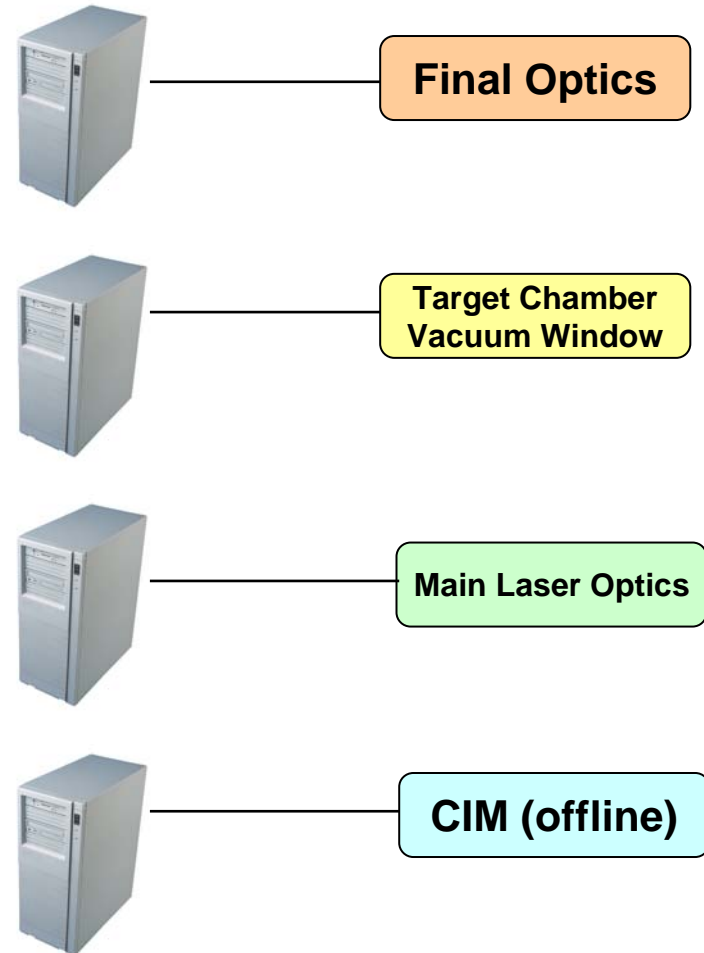 Final Optics
Target Chamber
Vacuum Window
Main Laser Optics
CIM (offline)